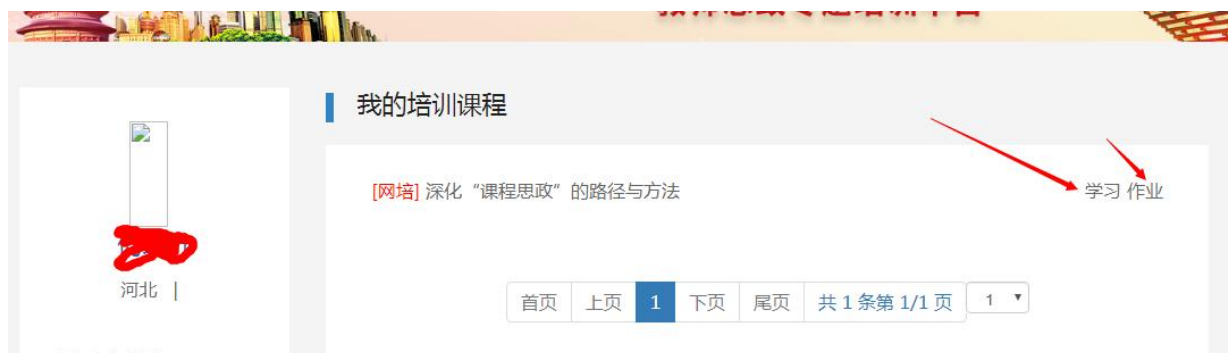 我的培训课程
[网培] 深化“课程思政”的路径与方法
学习 作业
河北 |
首页 上页 1 下页 尾页 共 1 条第 1/1 页 1